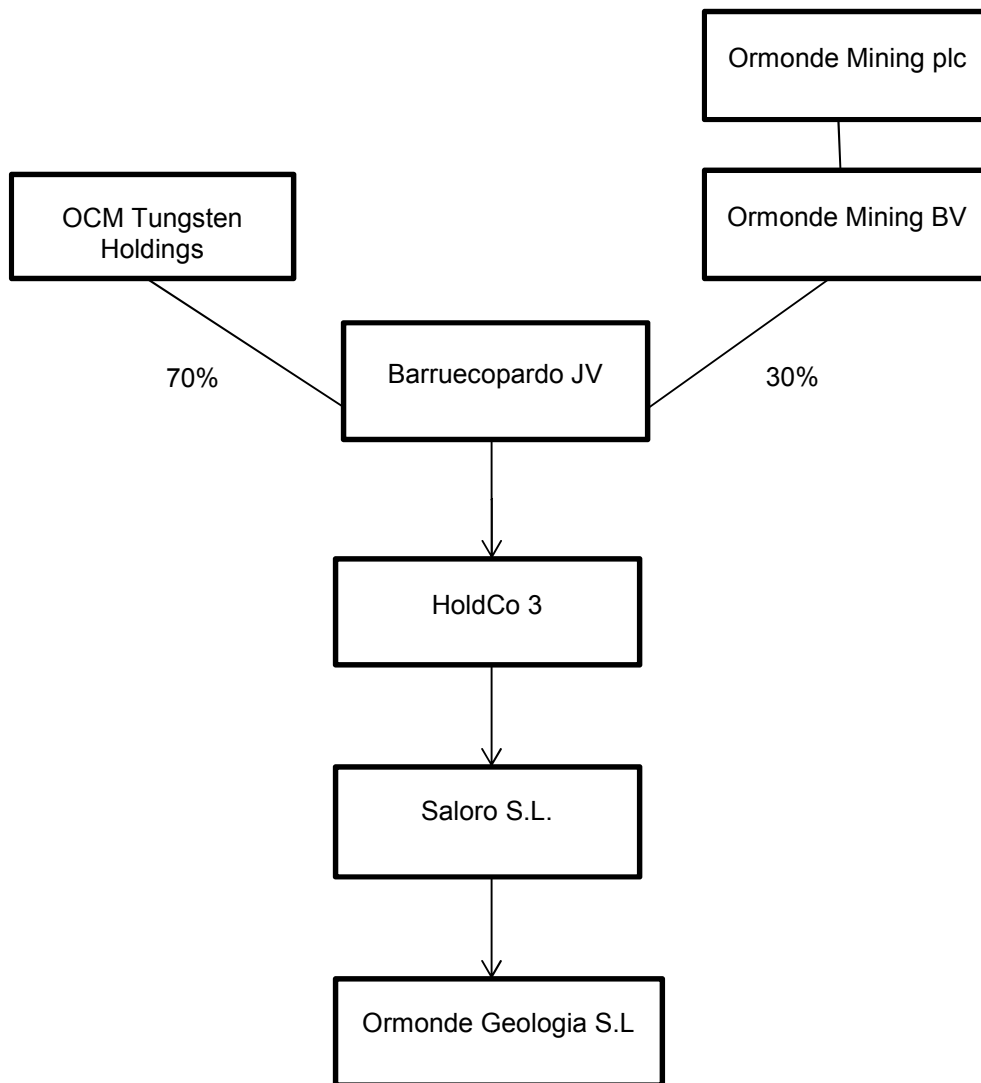 Ormonde Mining plc
OCM Tungsten
Holdings
Ormonde Mining BV
70%
Barruecopardo JV
30%
HoldCo 3
Saloro S.L.
Ormonde Geologia S.L